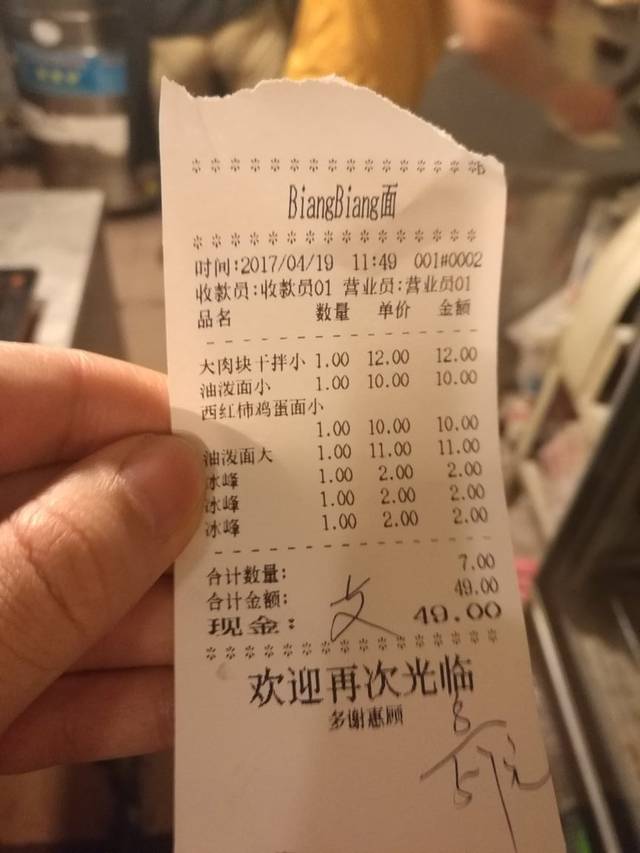 BiangBiang面
时间:2017/04/19 11:49 001#0002
收款员:收款员01 营业员:营业员01
品名 数量 单价 金额
大肉块干拌小 1.00 12.00 12.00
油泼面小 1.00 10.00 10.00
西红柿鸡蛋面小
1.00 10.00 10.00
油泼面大 1.00 11.00 11.00
冰峰 1.00 2.00 2.00
冰峰 1.00 2.00 2.00
冰峰 1.00 2.00 2.00
合计数量: 7.00
合计金额: 49.00
现金: 49.00
欢迎再次光临
多谢惠顾
8
57元